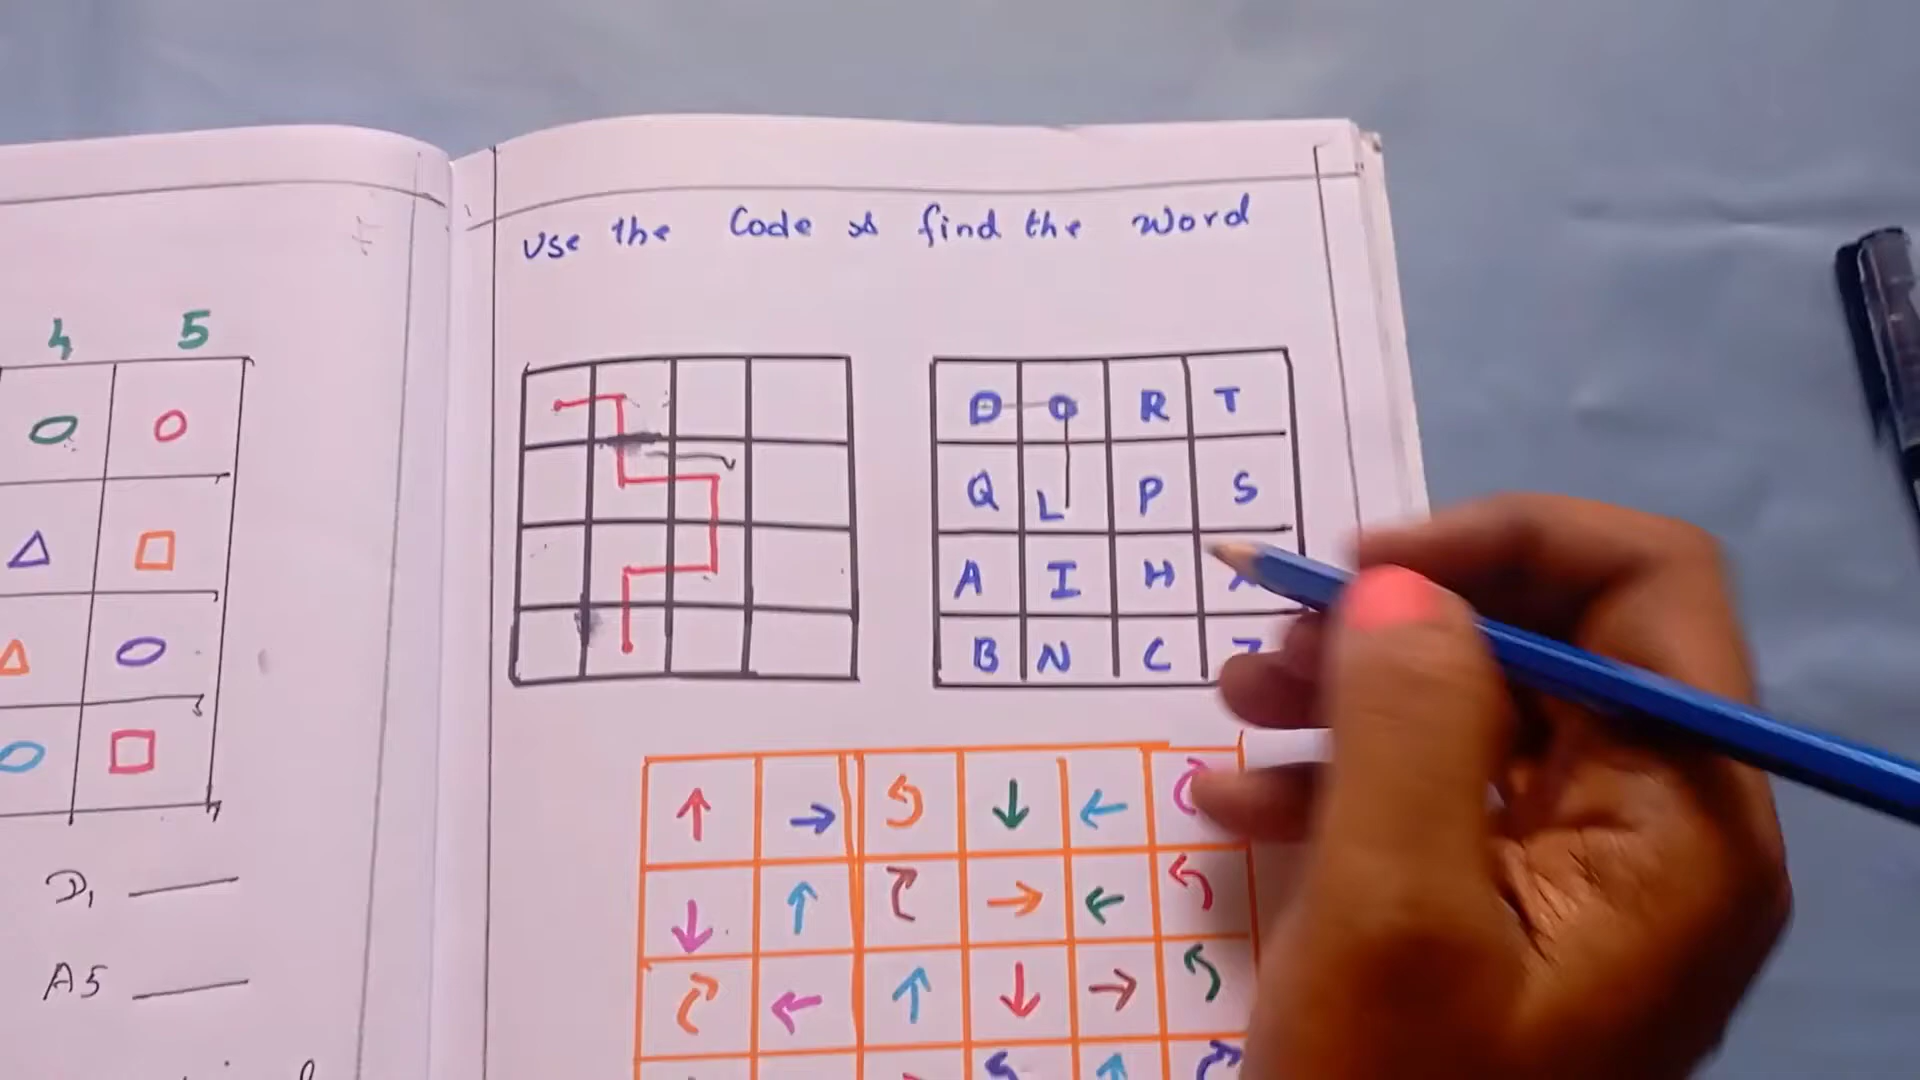 4 5
D1
A5
Use the Code & find the word
D O R T
Q L P S
A I H
B N C